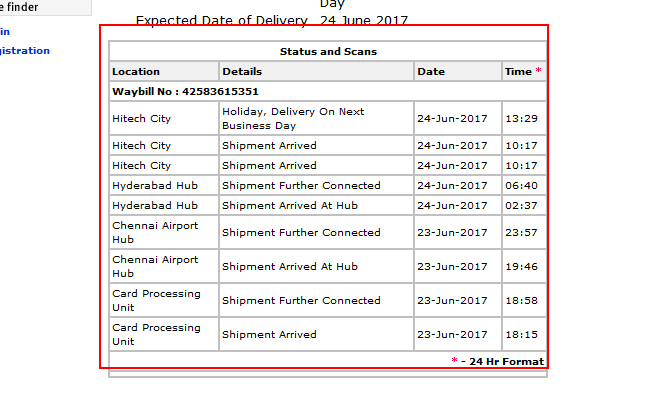 e finder
in
gistration
Day
Expected Date of Delivery 24 June 2017
Status and Scans
Location Details Date Time *
Waybill No : 42583615351
Hitech City Holiday, Delivery On Next Business Day 24-Jun-2017 13:29
Hitech City Shipment Arrived 24-Jun-2017 10:17
Hitech City Shipment Arrived 24-Jun-2017 10:17
Hyderabad Hub Shipment Further Connected 24-Jun-2017 06:40
Hyderabad Hub Shipment Arrived At Hub 24-Jun-2017 02:37
Chennai Airport Hub Shipment Further Connected 23-Jun-2017 23:57
Chennai Airport Hub Shipment Arrived At Hub 23-Jun-2017 19:46
Card Processing Unit Shipment Further Connected 23-Jun-2017 18:58
Card Processing Unit Shipment Arrived 23-Jun-2017 18:15
* - 24 Hr Format